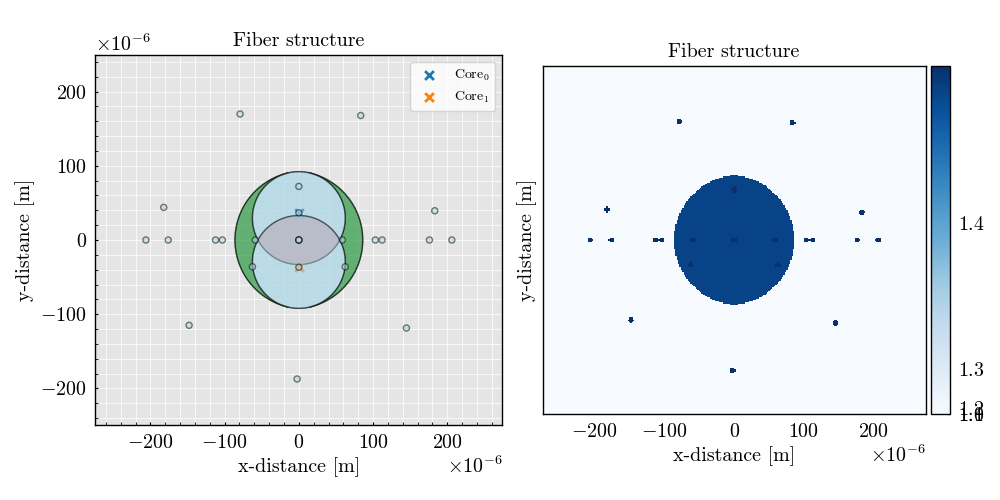 Fiber structure
×10⁻⁶
Core₀
Core₁
200
100
0
−100
−200
y-distance [m]
−200 −100 0 100 200
x-distance [m]
×10⁻⁶
Fiber structure
y-distance [m]
−200 −100 0 100 200
x-distance [m]
×10⁻⁶
1.4
1.3